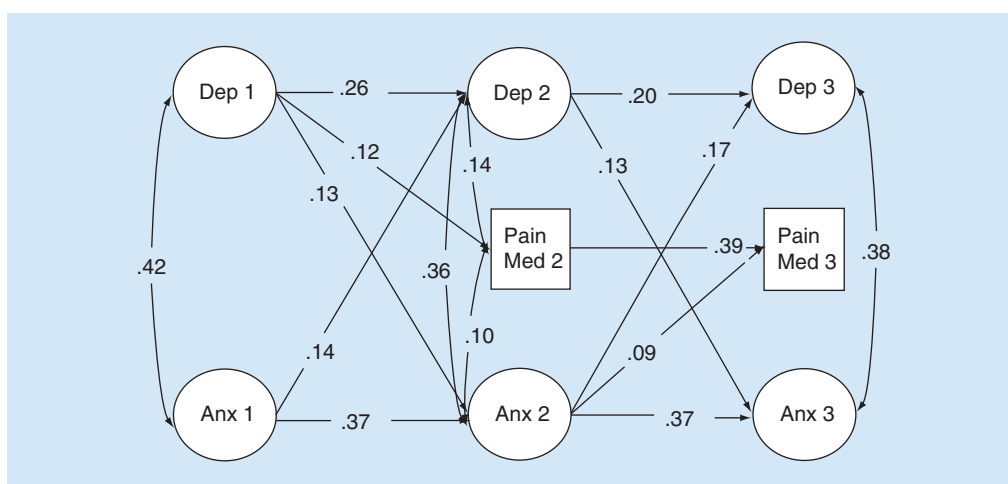 Dep 1
.26
Dep 2
.20
Dep 3
.12
.14
.17
.13
.13
Pain
Med 2
.39
Pain
Med 3
.42
.36
.38
.10
.14
.09
Anx 1
.37
Anx 2
.37
Anx 3